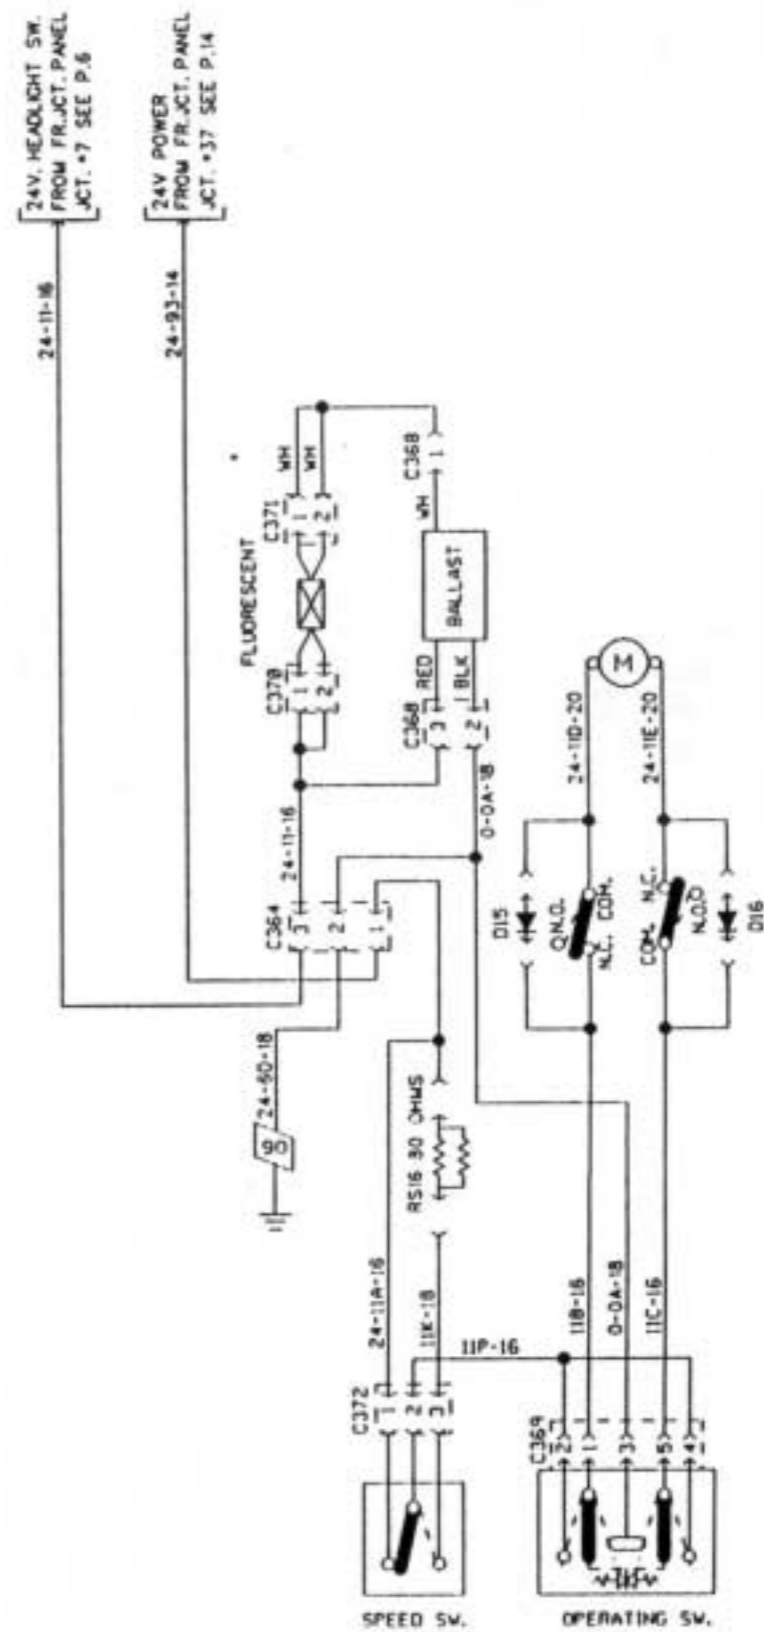 24V. HEADLIGHT SW.
FROM FR.JCT. PANEL
JCT. #7 SEE P.6
24V POWER
FROM FR.JCT. PANEL
JCT. #37 SEE P.14
24-11-16
24-93-14
FLUORESCENT
C370
1
2
C371
1
2
WH
WH
C368
3
2
RED
BLK
BALLAST
WH
C368
1
24-11-16
0-0A-18
C364
3
2
1
90
24-60-18
RS16 80 OHMS
24-11A-16
11K-18
11P-16
C372
1
2
3
SPEED SW.
D15
N.O.
N.C.
COM.
24-11D-20
M
24-11E-20
COM.
N.C.
N.O.
D16
11B-16
0-0A-18
11C-16
C369
2
1
3
5
4
OPERATING SW.